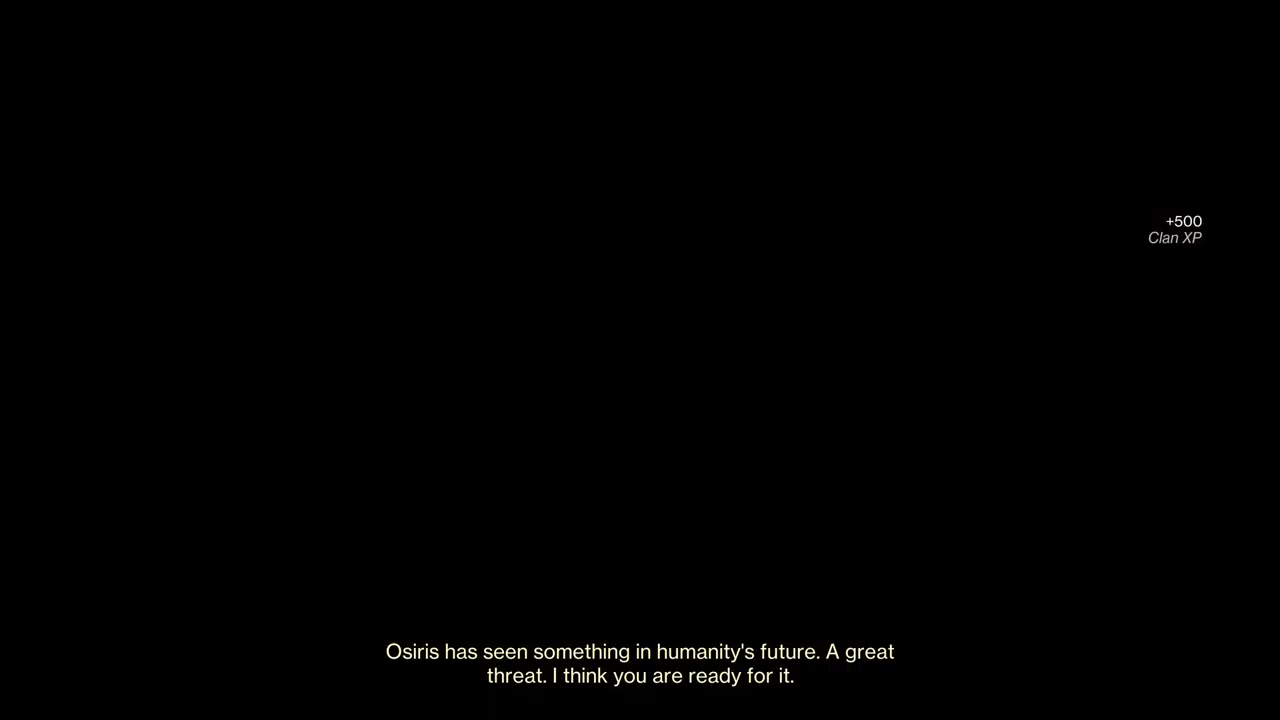 +500
Clan XP
Osiris has seen something in humanity's future. A great
threat. I think you are ready for it.